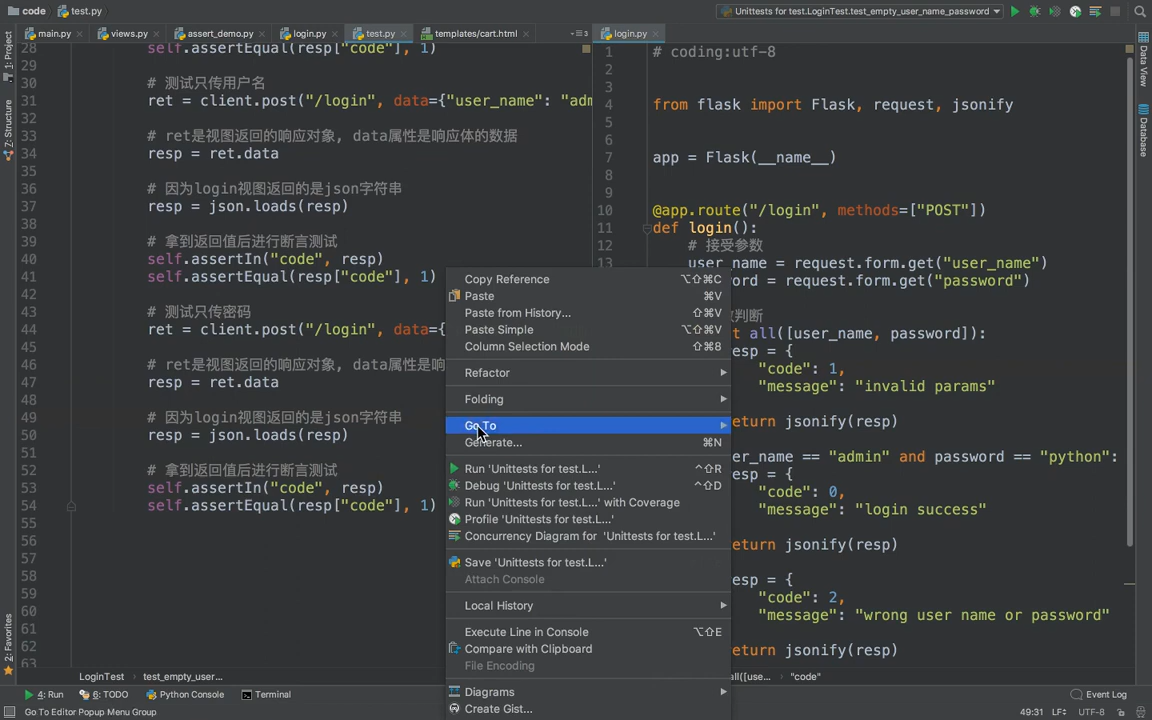 code
test.py
Unittests for test.LoginTest.test_empty_user_name_password
main.py
views.py
assert_demo.py
login.py
test.py
templates/cart.html
login.py
1: Project
7: Structure
2: Favorites
Data View
Database
28 self.assertEqual(resp["code"], 1)
29
30 # 测试只传用户名
31 ret = client.post("/login", data={"user_name": "adm
32
33 # ret是视图返回的响应对象, data属性是响应体的数据
34 resp = ret.data
35
36 # 因为login视图返回的是json字符串
37 resp = json.loads(resp)
38
39 # 拿到返回值后进行断言测试
40 self.assertIn("code", resp)
41 self.assertEqual(resp["code"], 1)
42
43 # 测试只传密码
44 ret = client.post("/login", data={
45
46 # ret是视图返回的响应对象, data属性是响
47 resp = ret.data
48
49 # 因为login视图返回的是json字符串
50 resp = json.loads(resp)
51
52 # 拿到返回值后进行断言测试
53 self.assertIn("code", resp)
54 self.assertEqual(resp["code"], 1)
55
56
57
58
59
60
61
62
63
1 # coding:utf-8
2
3
4 from flask import Flask, request, jsonify
5
6
7 app = Flask(__name__)
8
9
10 @app.route("/login", methods=["POST"])
11 def login():
12 # 接受参数
13 user_name = request.form.get("user_name")
ord = request.form.get("password")
判断
t all([user_name, password]):
esp = {
"code": 1,
"message": "invalid params"
eturn jsonify(resp)
er_name == "admin" and password == "python":
esp = {
"code": 0,
"message": "login success"
eturn jsonify(resp)
esp = {
"code": 2,
"message": "wrong user name or password"
eturn jsonify(resp)
Copy Reference ⌥⇧⌘C
Paste ⌘V
Paste from History... ⇧⌘V
Paste Simple ⌥⇧⌘V
Column Selection Mode ⇧⌘8
Refactor
Folding
Go To
Generate... ⌘N
Run 'Unittests for test.L...' ^⇧R
Debug 'Unittests for test.L...' ^⇧D
Run 'Unittests for test.L...' with Coverage
Profile 'Unittests for test.L...'
Concurrency Diagram for 'Unittests for test.L...'
Save 'Unittests for test.L...'
Attach Console
Local History
Execute Line in Console ⌥⇧E
Compare with Clipboard
File Encoding
Diagrams
Create Gist...
LoginTest › test_empty_user...
all([use... › "code"
4: Run
6: TODO
Python Console
Terminal
Event Log
Go To Editor Popup Menu Group
49:31 LF÷ UTF-8